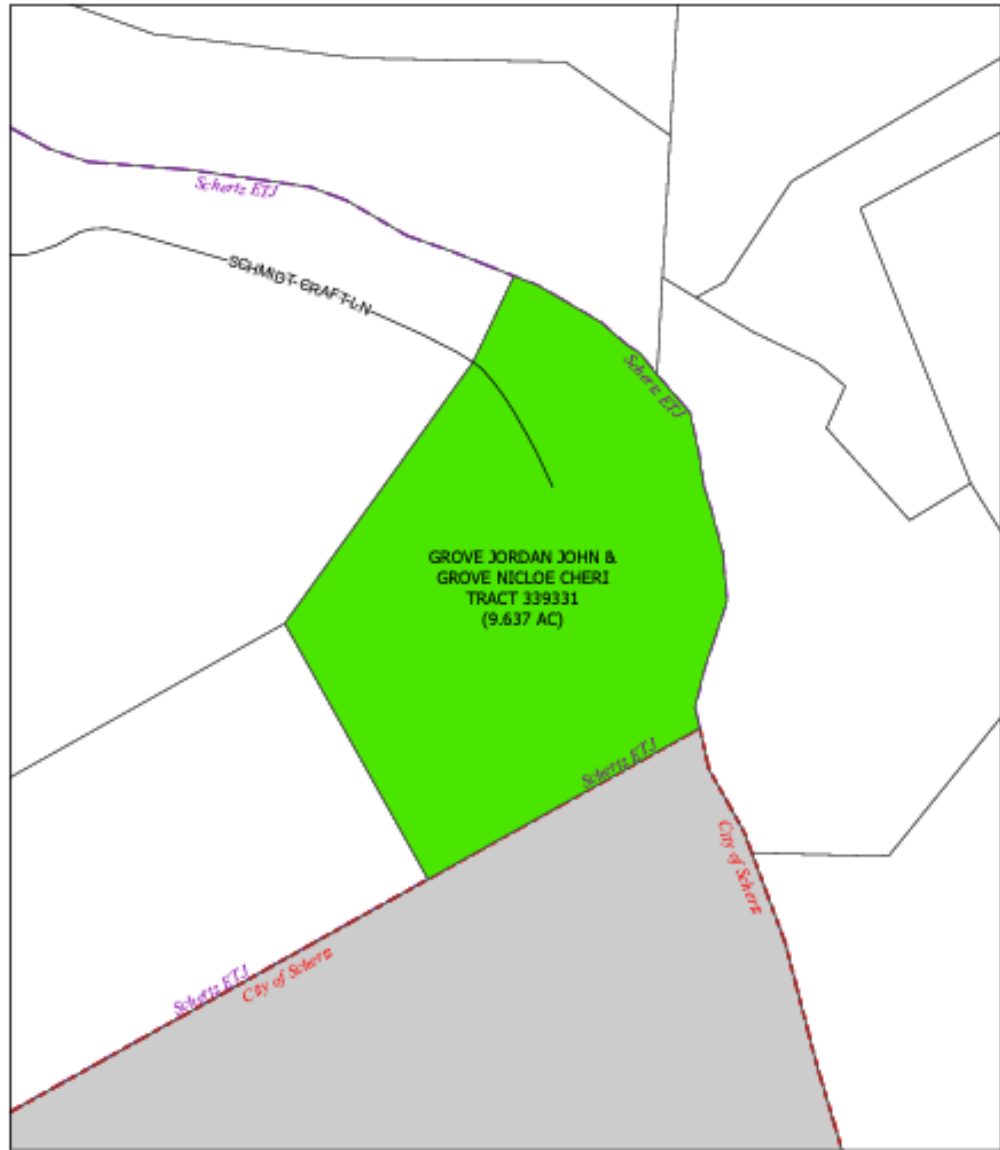 Schertz ETJ
SCHMIDT CRAFT LN
Schertz ETJ
GROVE JORDAN JOHN &
GROVE NICLOE CHERI
TRACT 339331
(9.637 AC)
Schertz ETJ
City of Schertz
Schertz ETJ
City of Schertz